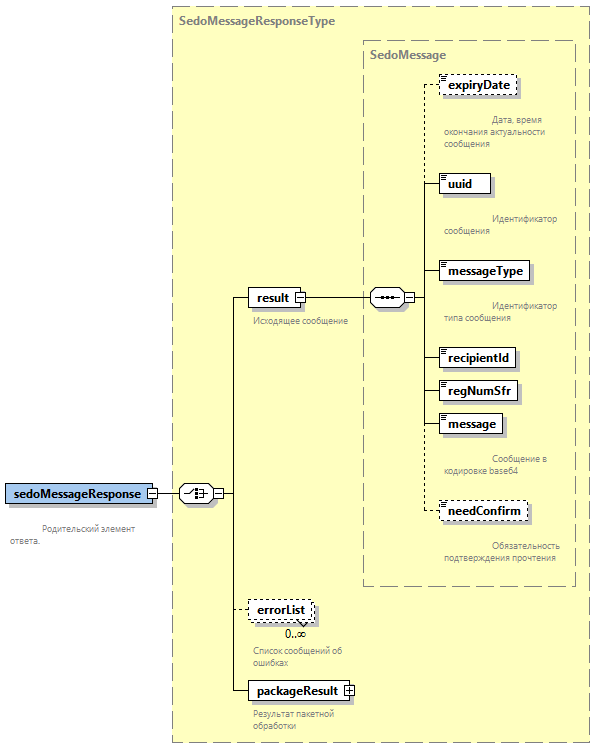 SedoMessageResponseType
SedoMessage
expiryDate
Дата, время
окончания актуальности
сообщения
uuid
Идентификатор
сообщения
messageType
Идентификатор
типа сообщения
result
Исходящее сообщение
recipientId
regNumSfr
message
Сообщение в
кодировке base64
sedoMessageResponse
Родительский элемент
ответа.
needConfirm
Обязательность
подтверждения прочтения
errorList
0..∞
Список сообщений об
ошибках
packageResult
Результат пакетной
обработки